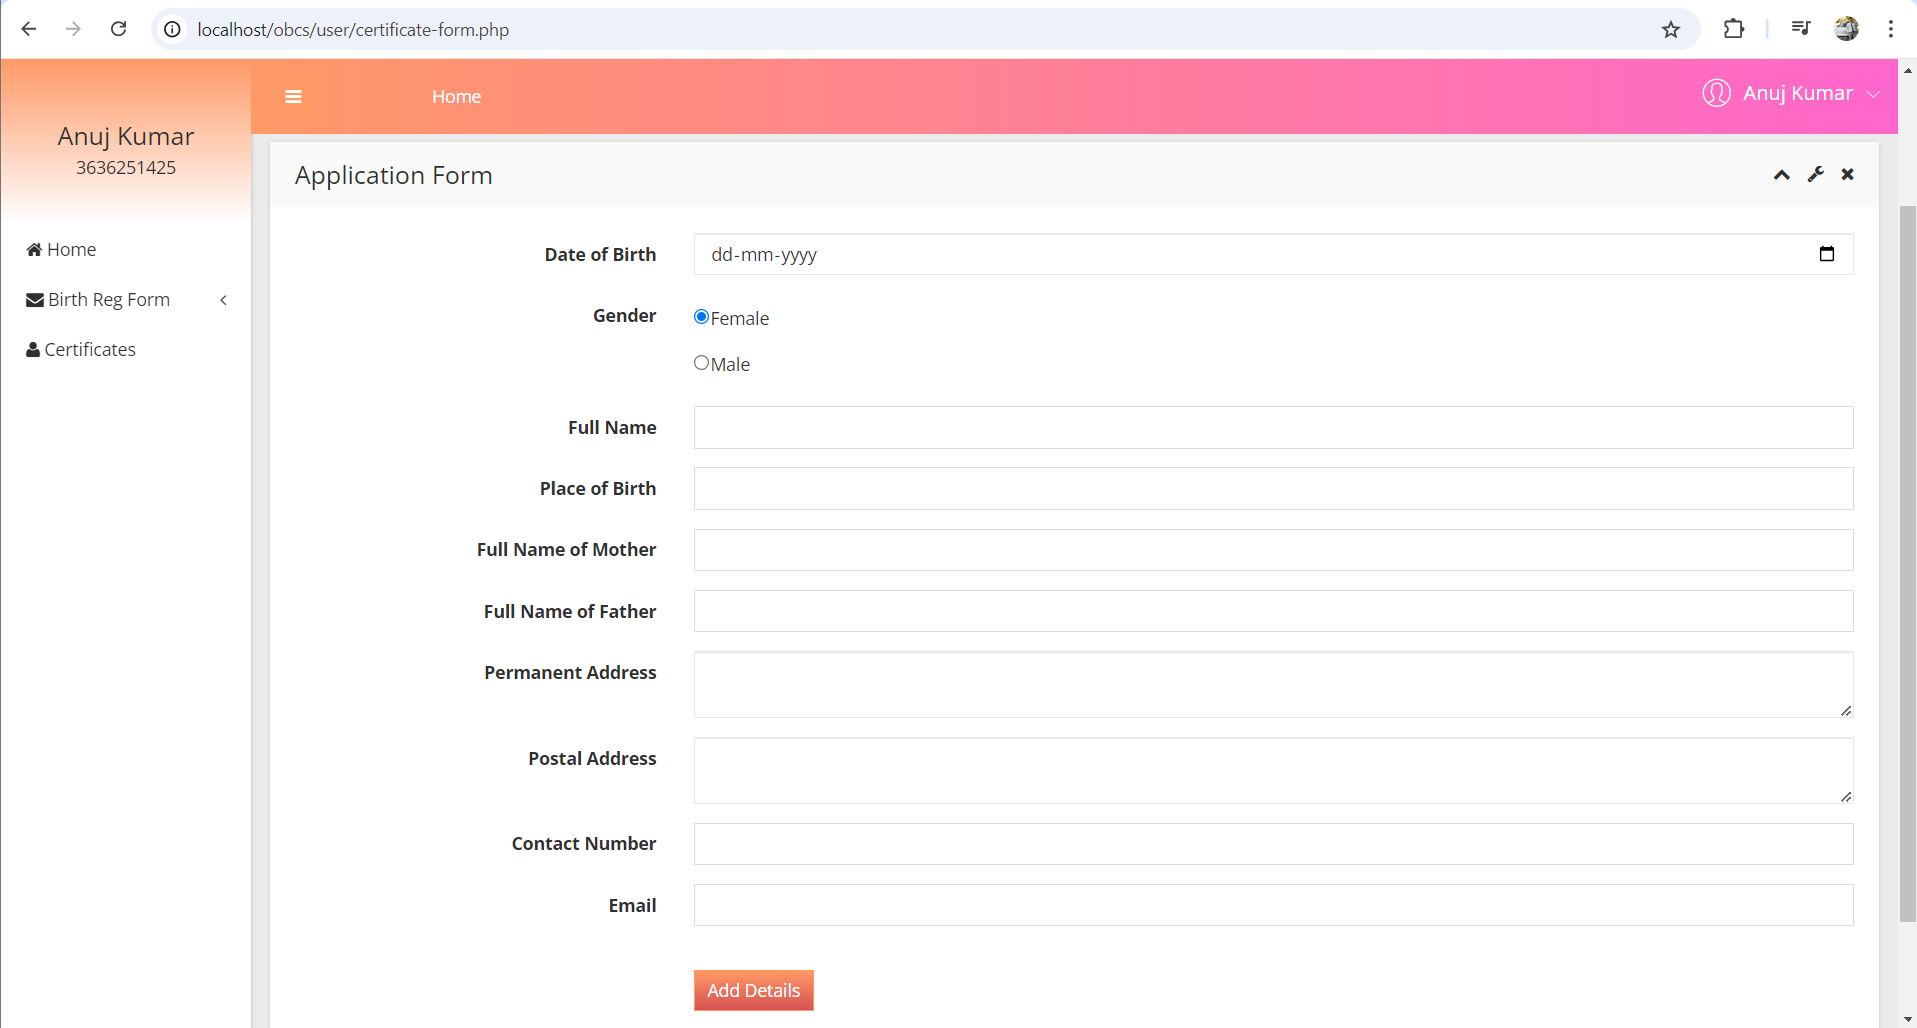 localhost/obcs/user/certificate-form.php
Home
Anuj Kumar
Anuj Kumar
3636251425
Home
Birth Reg Form
Certificates
Application Form
Date of Birth
dd-mm-yyyy
Gender
Female
Male
Full Name
Place of Birth
Full Name of Mother
Full Name of Father
Permanent Address
Postal Address
Contact Number
Email
Add Details